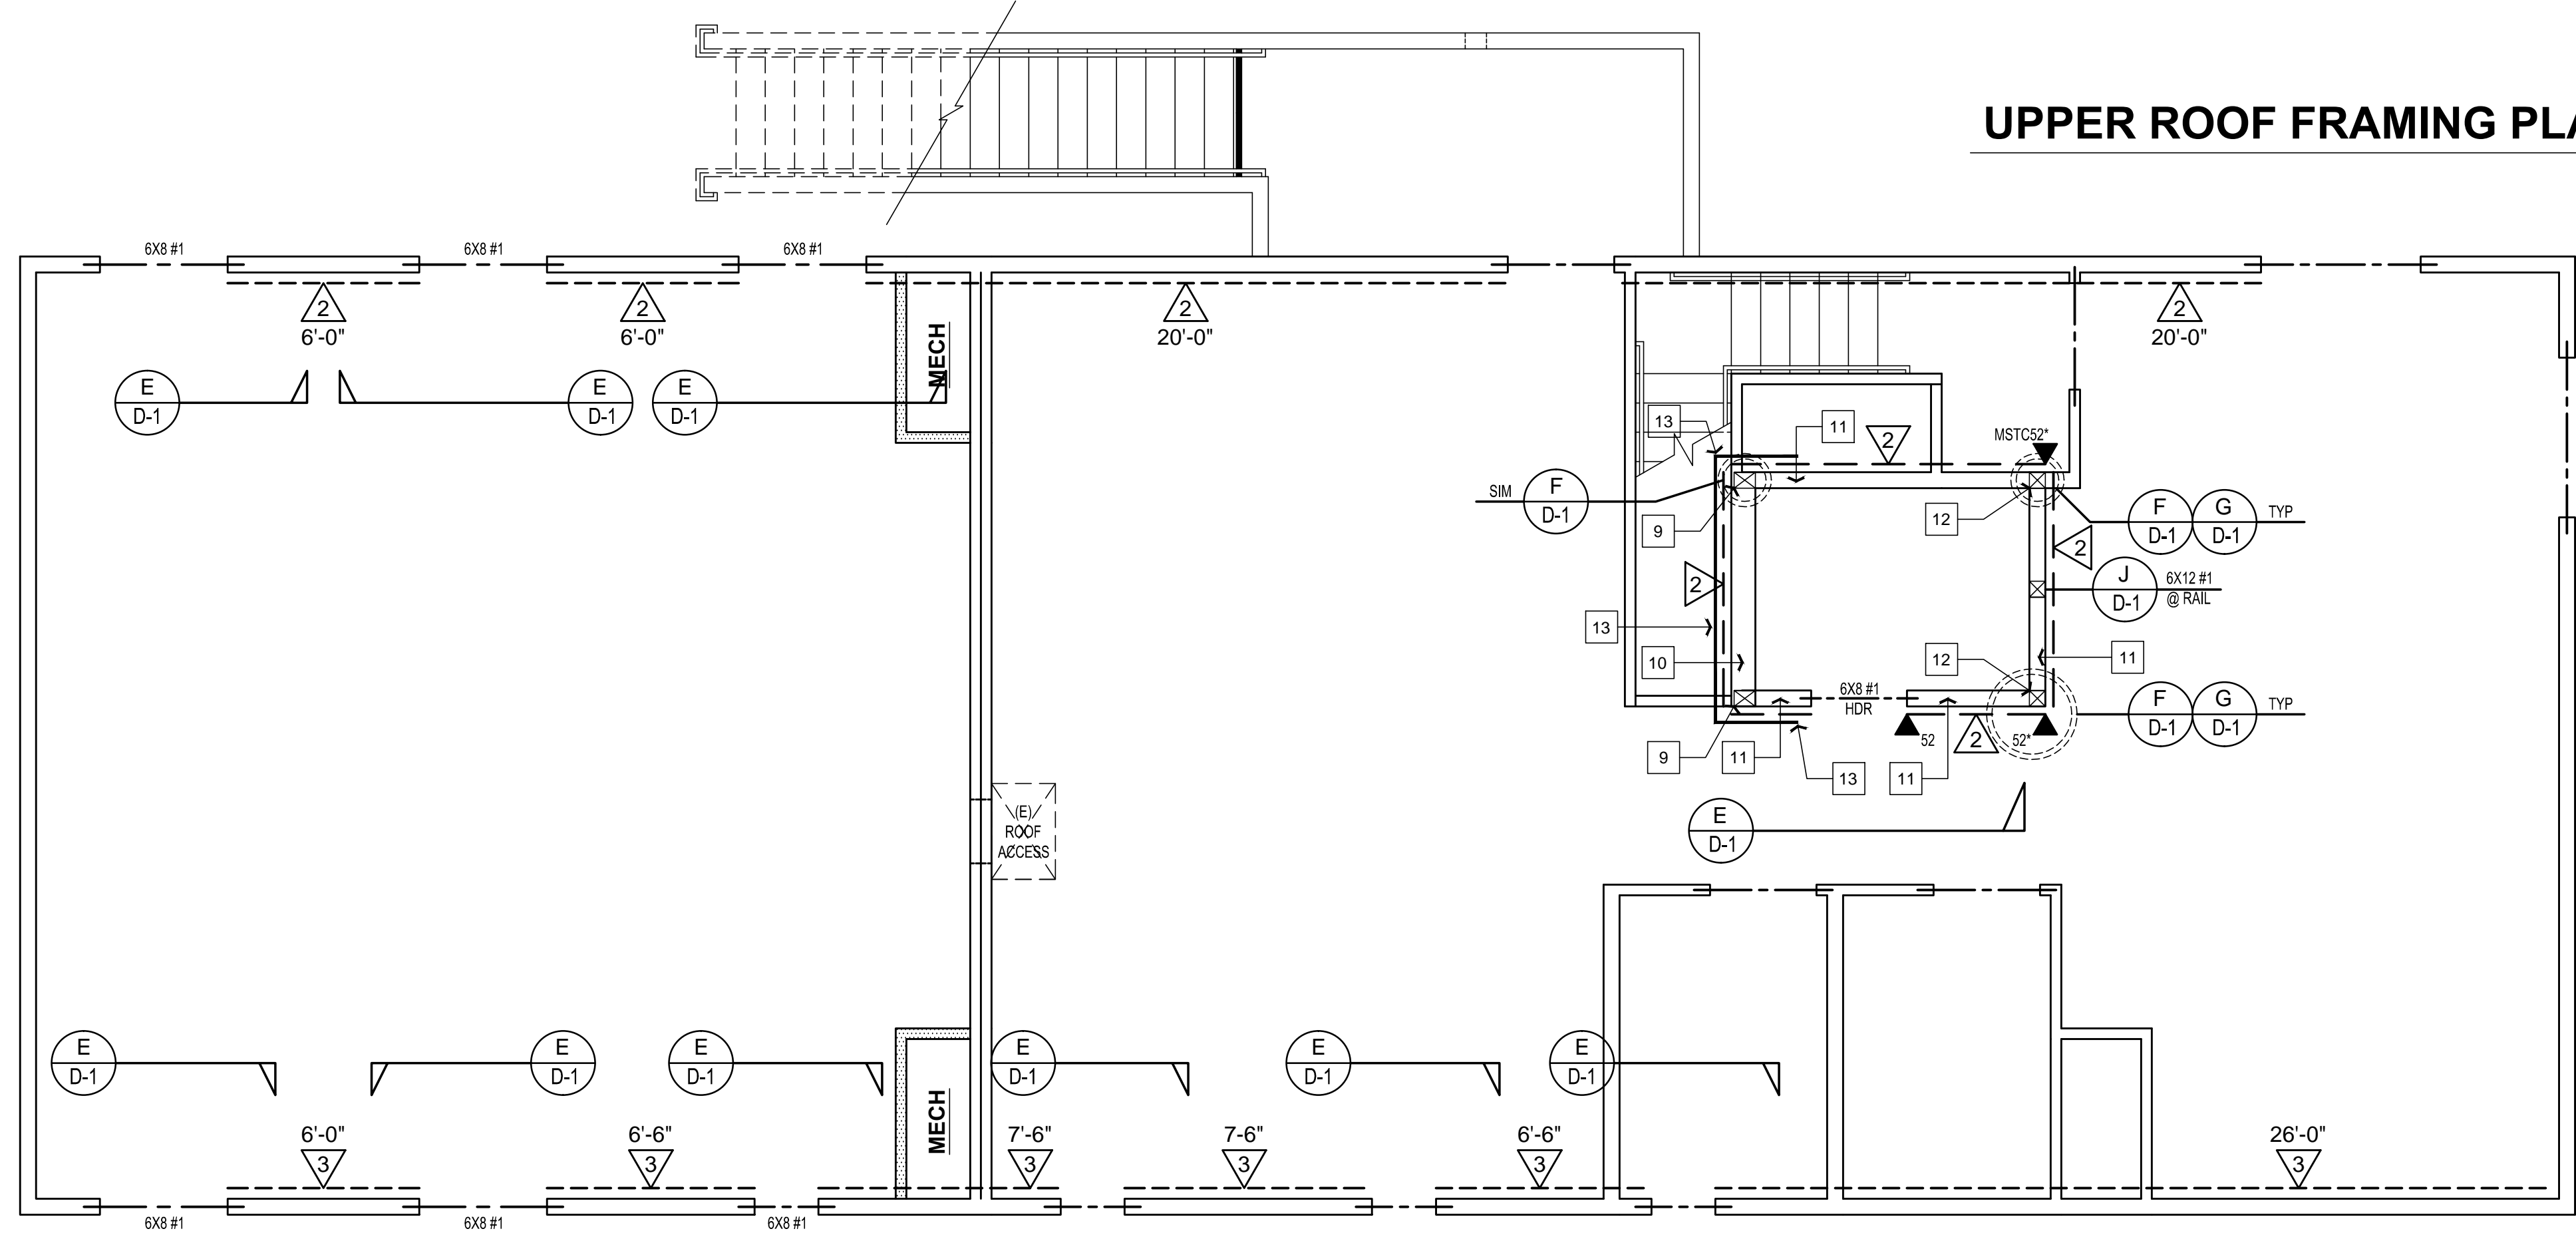 UPPER ROOF FRAMING PLA
6X8 #1
6X8 #1
6X8 #1
2
6'-0"
2
6'-0"
2
20'-0"
2
20'-0"
MECH
E
D-1
E
D-1
E
D-1
13
11
2
MSTC52*
SIM
F
D-1
9
12
F
D-1
G
D-1
TYP
2
2
J
D-1
6X12 #1
@ RAIL
13
10
12
11
6X8 #1
HDR
F
D-1
G
D-1
TYP
52
2
52*
9
11
13
11
(E)
ROOF
ACCESS
E
D-1
E
D-1
E
D-1
E
D-1
E
D-1
E
D-1
E
D-1
MECH
6'-0"
3
6'-6"
3
7'-6"
3
7-6"
3
6'-6"
3
26'-0"
3
6X8 #1
6X8 #1
6X8 #1